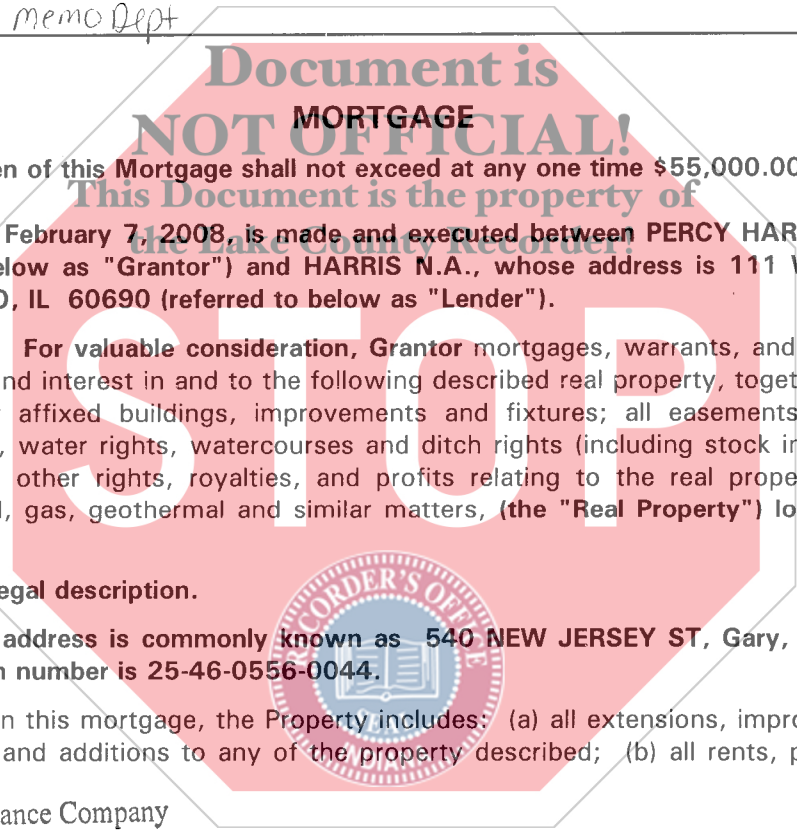 memo Dept
Document is
NOT OFFICIAL!
MORTGAGE
en of this Mortgage shall not exceed at any one time $55,000.00
This Document is the property of
the Lake County Recorder!
February 7, 2008, is made and executed between PERCY HAR
elow as "Grantor") and HARRIS N.A., whose address is 111 W
O, IL 60690 (referred to below as "Lender").
STOP
For valuable consideration, Grantor mortgages, warrants, and
nd interest in and to the following described real property, toget
affixed buildings, improvements and fixtures; all easements
, water rights, watercourses and ditch rights (including stock in
other rights, royalties, and profits relating to the real prope
l, gas, geothermal and similar matters, (the "Real Property") lo
egal description.
address is commonly known as 540 NEW JERSEY ST, Gary,
n number is 25-46-0556-0044.
RECORDER'S OFFICE
SEAL
INDIANA
n this mortgage, the Property includes: (a) all extensions, impro
and additions to any of the property described; (b) all rents, p
ance Company